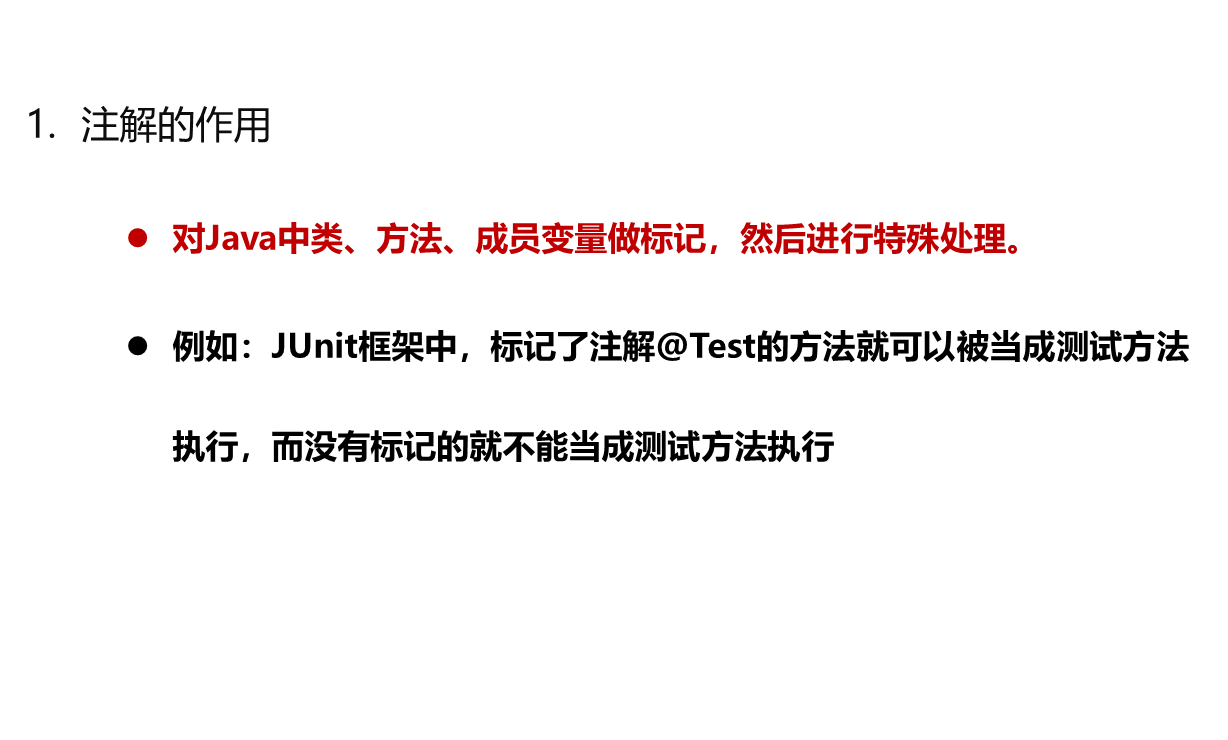 1. 注解的作用
● 对Java中类、方法、成员变量做标记，然后进行特殊处理。
● 例如：JUnit框架中，标记了注解@Test的方法就可以被当成测试方法
执行，而没有标记的就不能当成测试方法执行